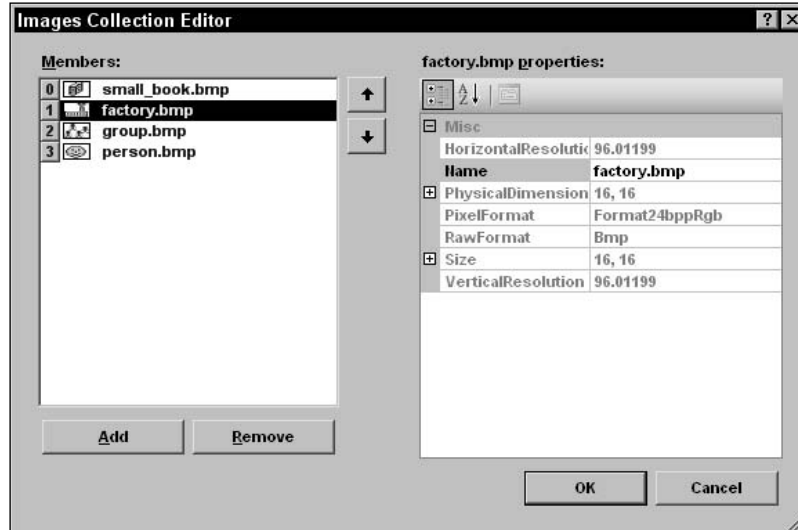 Images Collection Editor
Members:
0 small_book.bmp
1 factory.bmp
2 group.bmp
3 person.bmp
Add Remove
factory.bmp properties:
Misc
HorizontalResolutic 96.01199
Name factory.bmp
PhysicalDimension 16, 16
PixelFormat Format24bppRgb
RawFormat Bmp
Size 16, 16
VerticalResolution 96.01199
OK Cancel